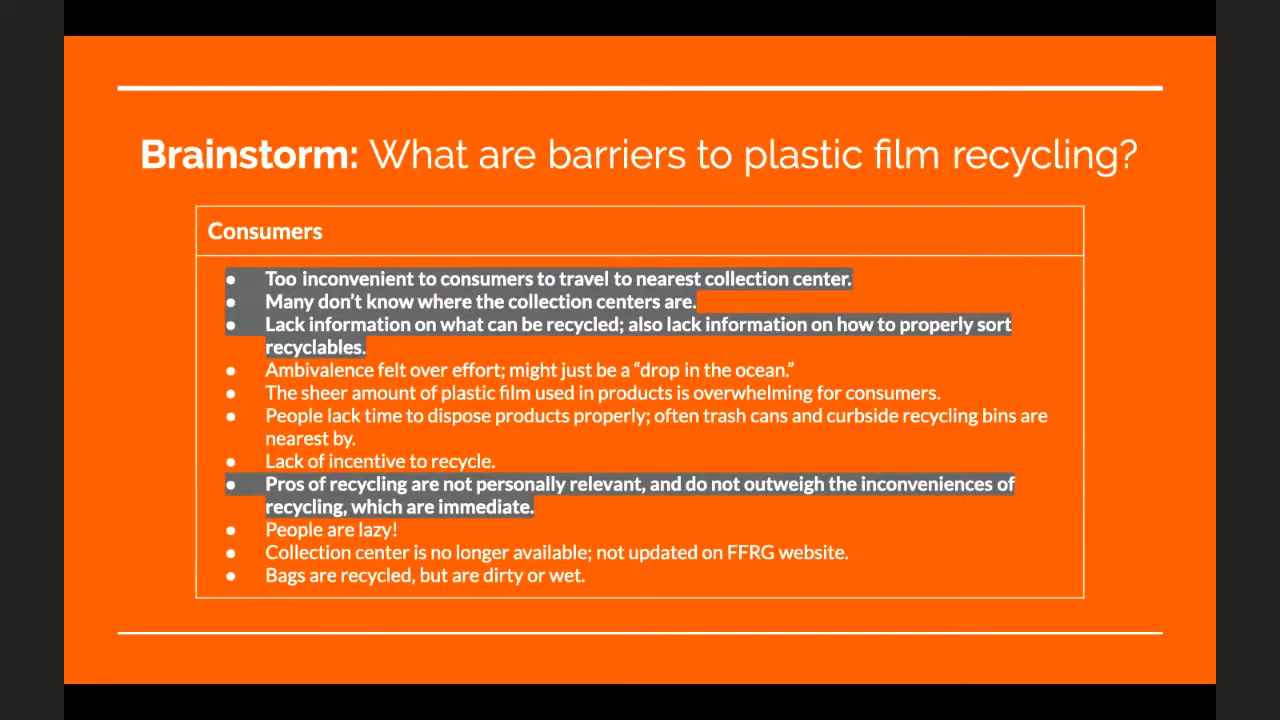 Brainstorm: What are barriers to plastic film recycling?
Consumers
● Too inconvenient to consumers to travel to nearest collection center.
● Many don't know where the collection centers are.
● Lack information on what can be recycled; also lack information on how to properly sort
recyclables.
● Ambivalence felt over effort; might just be a “drop in the ocean.”
● The sheer amount of plastic film used in products is overwhelming for consumers.
● People lack time to dispose products properly; often trash cans and curbside recycling bins are
nearest by.
● Lack of incentive to recycle.
● Pros of recycling are not personally relevant, and do not outweigh the inconveniences of
recycling, which are immediate.
● People are lazy!
● Collection center is no longer available; not updated on FFRG website.
● Bags are recycled, but are dirty or wet.